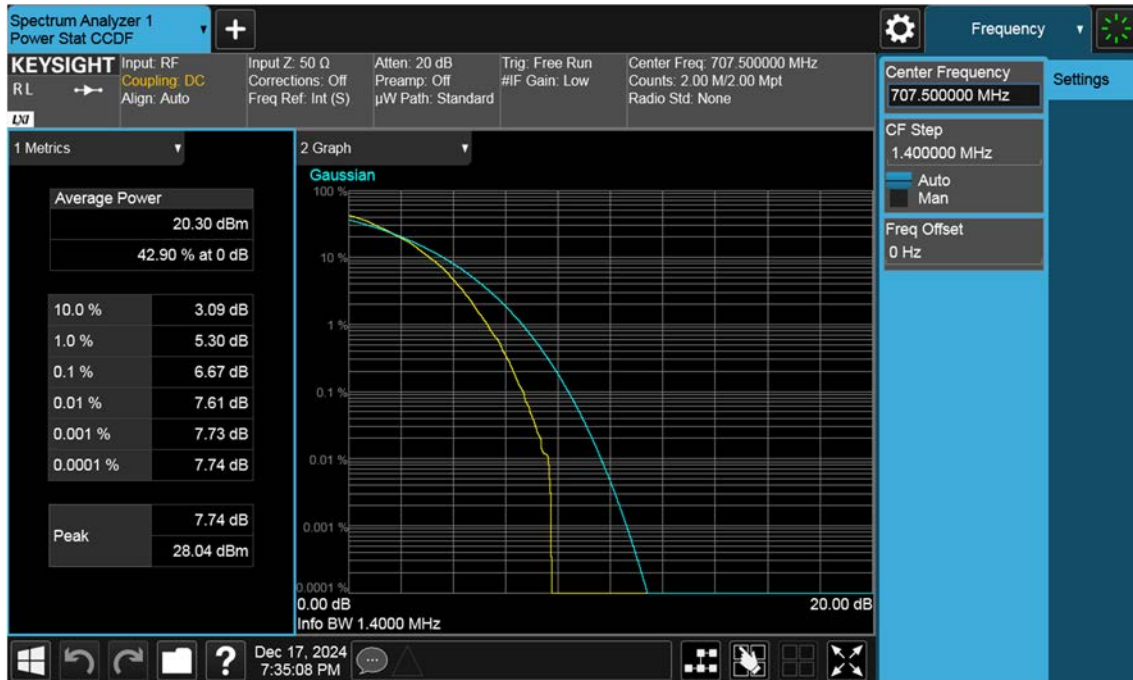 Spectrum Analyzer 1
Power Stat CCDF
Frequency
KEYSIGHT
R L
LXI
Input: RF
Coupling: DC
Align: Auto
Input Z: 50 Ω
Corrections: Off
Freq Ref: Int (S)
Atten: 20 dB
Preamp: Off
µW Path: Standard
Trig: Free Run
#IF Gain: Low
Center Freq: 707.500000 MHz
Counts: 2.00 M/2.00 Mpt
Radio Std: None
Center Frequency
707.500000 MHz
Settings
CF Step
1.400000 MHz
Auto
Man
Freq Offset
0 Hz
1 Metrics
Average Power
20.30 dBm
42.90 % at 0 dB
10.0 % 3.09 dB
1.0 % 5.30 dB
0.1 % 6.67 dB
0.01 % 7.61 dB
0.001 % 7.73 dB
0.0001 % 7.74 dB
Peak
7.74 dB
28.04 dBm
2 Graph
Gaussian
100 %
10 %
1 %
0.1 %
0.01 %
0.001 %
0.0001 %
0.00 dB 20.00 dB
Info BW 1.4000 MHz
?
Dec 17, 2024
7:35:08 PM